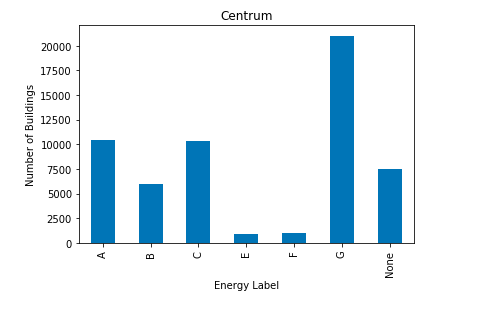 Centrum
Number of Buildings
20000
17500
15000
12500
10000
7500
5000
2500
0
A
B
C
E
F
G
None
Energy Label